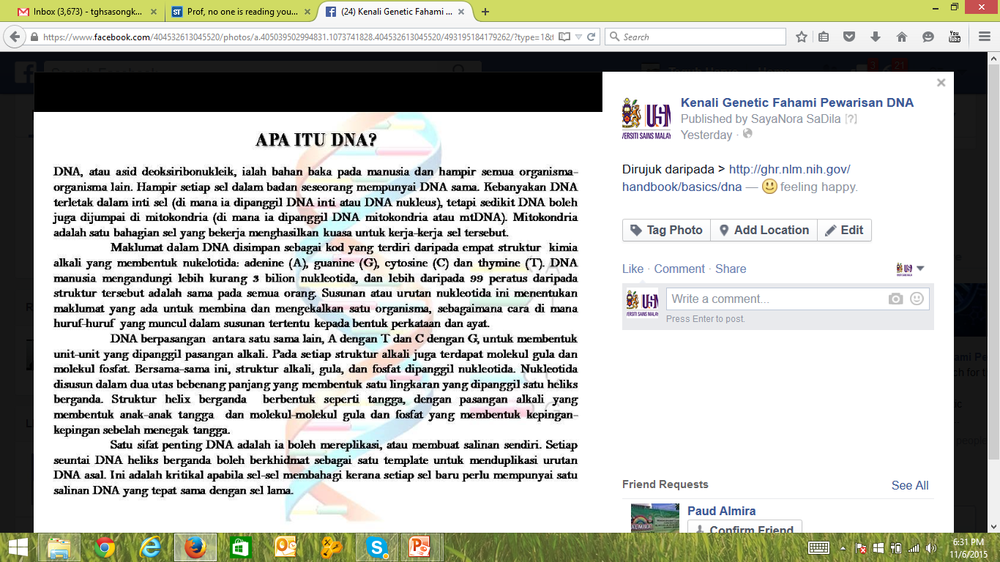 Inbox (3,673) - tghsasongk...
Prof, no one is reading you...
(24) Kenali Genetic Fahami ...
https://www.facebook.com/404532613045520/photos/a.405039502994831.1073741828.404532613045520/493195184179262/?type=1&
Search
APA ITU DNA?
DNA, atau asid deoksiribonukleik, ialah bahan baka pada manusia dan hampir semua organisma-
organisma lain. Hampir setiap sel dalam badan seseorang mempunyai DNA sama. Kebanyakan DNA
terletak dalam inti sel (di mana ia dipanggil DNA inti atau DNA nukleus), tetapi sedikit DNA boleh
juga dijumpai di mitokondria (di mana ia dipanggil DNA mitokondria atau mtDNA). Mitokondria
adalah satu bahagian sel yang bekerja menghasilkan kuasa untuk kerja-kerja sel tersebut.
Maklumat dalam DNA disimpan sebagai kod yang terdiri daripada empat struktur kimia
alkali yang membentuk nukelotida: adenine (A), guanine (G), cytosine (C) dan thymine (T). DNA
manusia mengandungi lebih kurang 3 bilion nukleotida, dan lebih daripada 99 peratus daripada
struktur tersebut adalah sama pada semua orang. Susunan atau urutan nukleotida ini menentukan
maklumat yang ada untuk membina dan mengekalkan satu organisma, sebagaimana cara di mana
huruf-huruf yang muncul dalam susunan tertentu kepada bentuk perkataan dan ayat.
DNA berpasangan antara satu sama lain, A dengan T dan C dengan G, untuk membentuk
unit-unit yang dipanggil pasangan alkali. Pada setiap struktur alkali juga terdapat molekul gula dan
molekul fosfat. Bersama-sama ini, struktur alkali, gula, dan fosfat dipanggil nukleotida. Nukleotida
disusun dalam dua utas bebenang panjang yang membentuk satu lingkaran yang dipanggil satu heliks
berganda. Struktur helix berganda berbentuk seperti tangga, dengan pasangan alkali yang
membentuk anak-anak tangga dan molekul-molekul gula dan fosfat yang membentuk kepingan-
kepingan sebelah menegak tangga.
Satu sifat penting DNA adalah ia boleh mereplikasi, atau membuat salinan sendiri. Setiap
seuntai DNA heliks berganda boleh berkhidmat sebagai satu template untuk menduplikasi urutan
DNA asal. Ini adalah kritikal apabila sel-sel membahagi kerana setiap sel baru perlu mempunyai satu
salinan DNA yang tepat sama dengan sel lama.
Kenali Genetic Fahami Pewarisan DNA
Published by SayaNora SaDila [?]
Yesterday ·
Dirujuk daripada > http://ghr.nlm.nih.gov/
handbook/basics/dna — feeling happy.
Tag Photo Add Location Edit
Like · Comment · Share
Write a comment...
Press Enter to post.
Friend Requests See All
Paud Almira
Confirm Friend
6:31 PM
11/6/2015